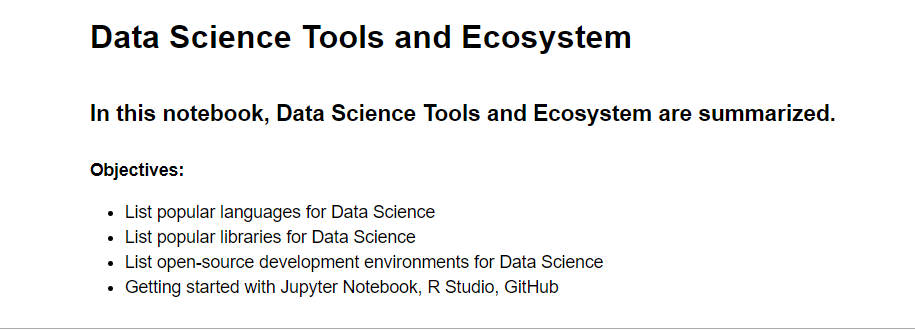 Data Science Tools and Ecosystem
In this notebook, Data Science Tools and Ecosystem are summarized.
Objectives:
• List popular languages for Data Science
• List popular libraries for Data Science
• List open-source development environments for Data Science
• Getting started with Jupyter Notebook, R Studio, GitHub